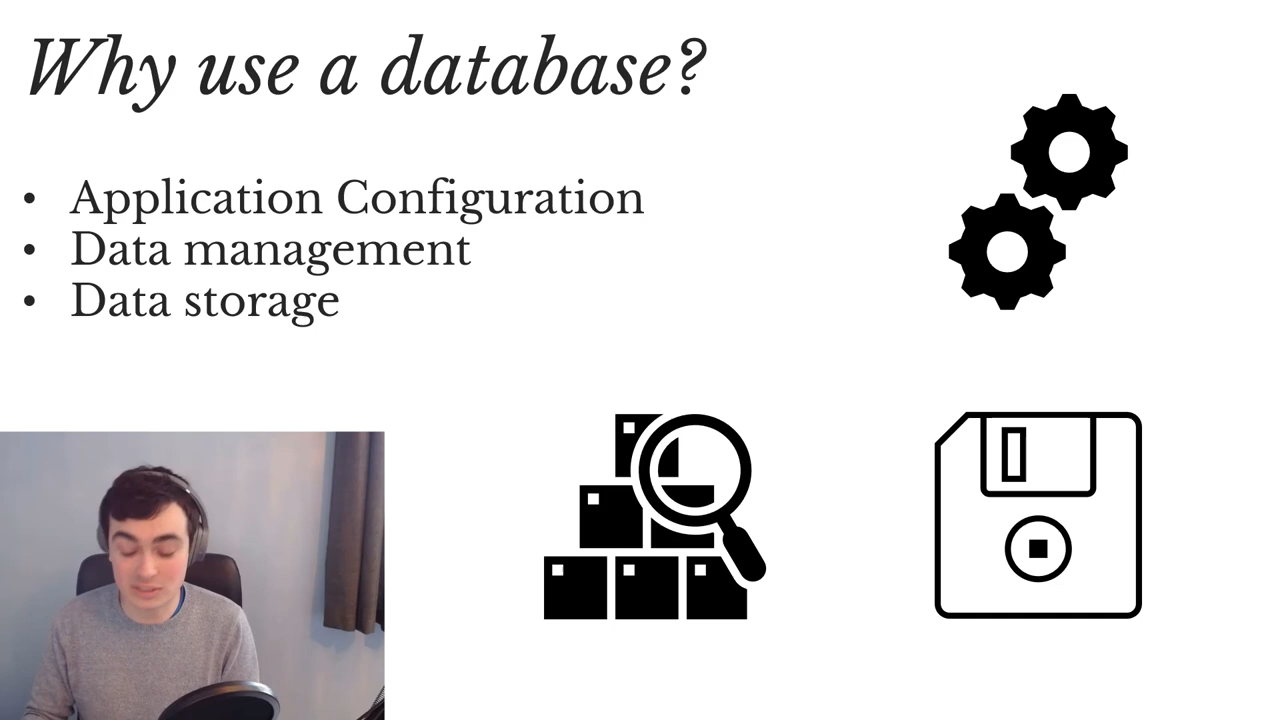 Why use a database?
• Application Configuration
• Data management
• Data storage